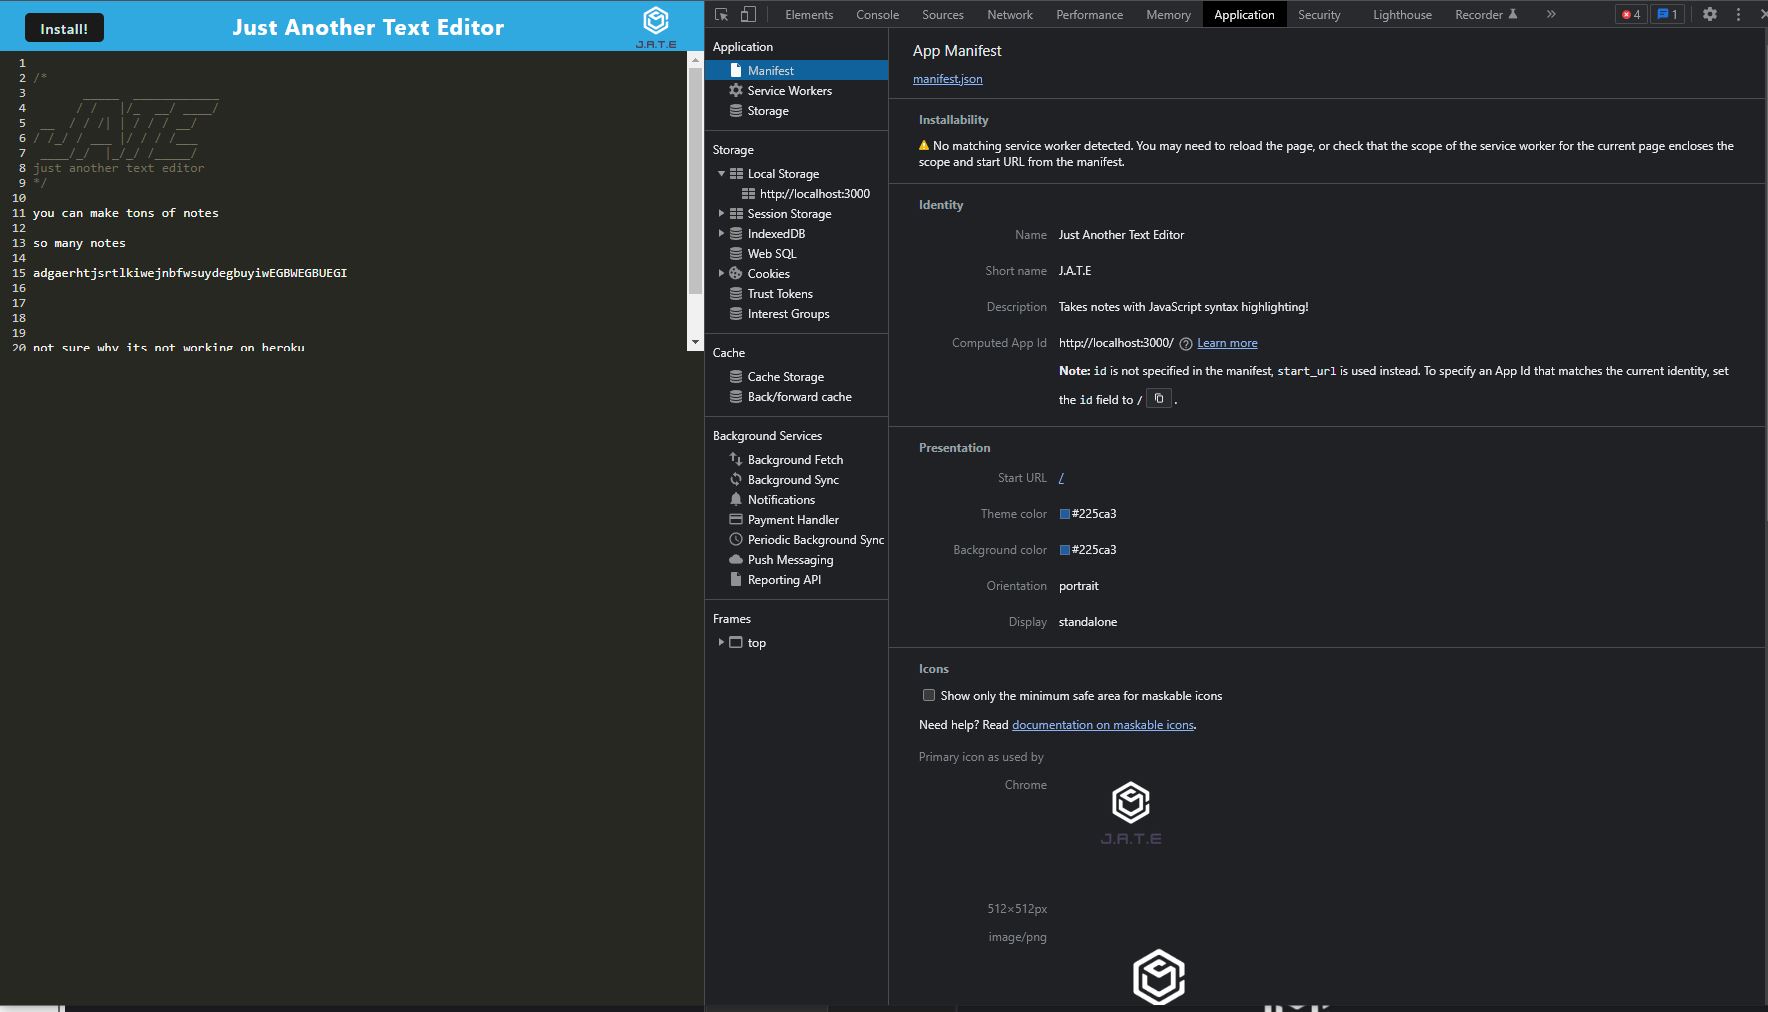 Install!
Just Another Text Editor
J.A.T.E
1
2 /*
3 _____ ____________
4 / / |/_ __/ ____/
5 __ / / /| | / / / __/
6 / /_/ / ___ |/ / / /___
7 ____/_/ |_/_/ /_____/
8 just another text editor
9 */
10
11 you can make tons of notes
12
13 so many notes
14
15 adgaerhtjsrtlkiwejnbfwsuydegbuyiwEGBWEGBUEGI
16
17
18
19
20 not sure why its not working on heroku
Elements Console Sources Network Performance Memory Application Security Lighthouse Recorder » 4 1
Application
Manifest
Service Workers
Storage
Storage
Local Storage
http://localhost:3000
Session Storage
IndexedDB
Web SQL
Cookies
Trust Tokens
Interest Groups
Cache
Cache Storage
Back/forward cache
Background Services
Background Fetch
Background Sync
Notifications
Payment Handler
Periodic Background Sync
Push Messaging
Reporting API
Frames
top
App Manifest
manifest.json
Installability
No matching service worker detected. You may need to reload the page, or check that the scope of the service worker for the current page encloses the
scope and start URL from the manifest.
Identity
Name Just Another Text Editor
Short name J.A.T.E
Description Takes notes with JavaScript syntax highlighting!
Computed App Id http://localhost:3000/ Learn more
Note: id is not specified in the manifest, start_url is used instead. To specify an App Id that matches the current identity, set
the id field to / .
Presentation
Start URL /
Theme color #225ca3
Background color #225ca3
Orientation portrait
Display standalone
Icons
Show only the minimum safe area for maskable icons
Need help? Read documentation on maskable icons.
Primary icon as used by
Chrome
J.A.T.E
512×512px
image/png